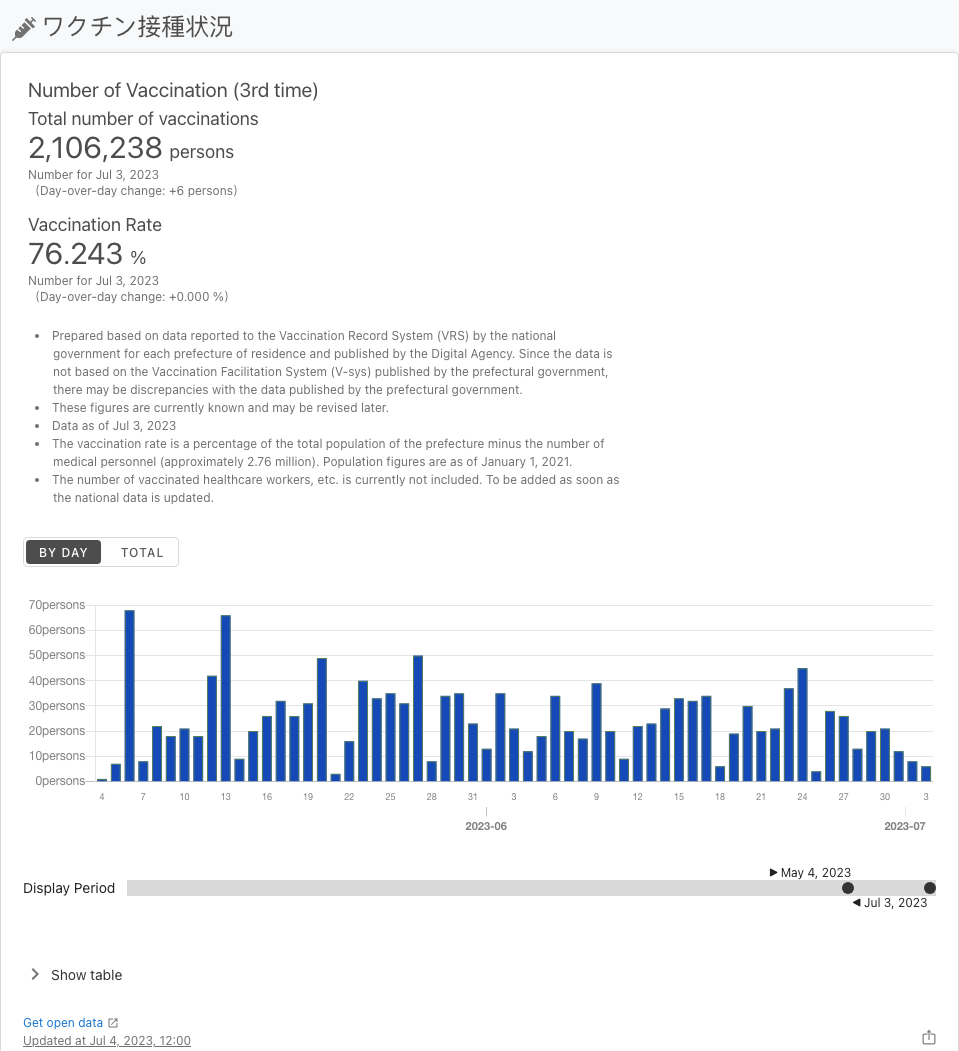 ワクチン接種状況
Number of Vaccination (3rd time)
Total number of vaccinations
2,106,238 persons
Number for Jul 3, 2023
(Day-over-day change: +6 persons)
Vaccination Rate
76.243 %
Number for Jul 3, 2023
(Day-over-day change: +0.000 %)
• Prepared based on data reported to the Vaccination Record System (VRS) by the national
government for each prefecture of residence and published by the Digital Agency. Since the data is
not based on the Vaccination Facilitation System (V-sys) published by the prefectural government,
there may be discrepancies with the data published by the prefectural government.
• These figures are currently known and may be revised later.
• Data as of Jul 3, 2023
• The vaccination rate is a percentage of the total population of the prefecture minus the number of
medical personnel (approximately 2.76 million). Population figures are as of January 1, 2021.
• The number of vaccinated healthcare workers, etc. is currently not included. To be added as soon as
the national data is updated.
BY DAY TOTAL
70persons
60persons
50persons
40persons
30persons
20persons
10persons
0persons
4 7 10 13 16 19 22 25 28 31 3 6 9 12 15 18 21 24 27 30 3
2023-06 2023-07
▶ May 4, 2023
Display Period
◀ Jul 3, 2023
Show table
Get open data
Updated at Jul 4, 2023, 12:00